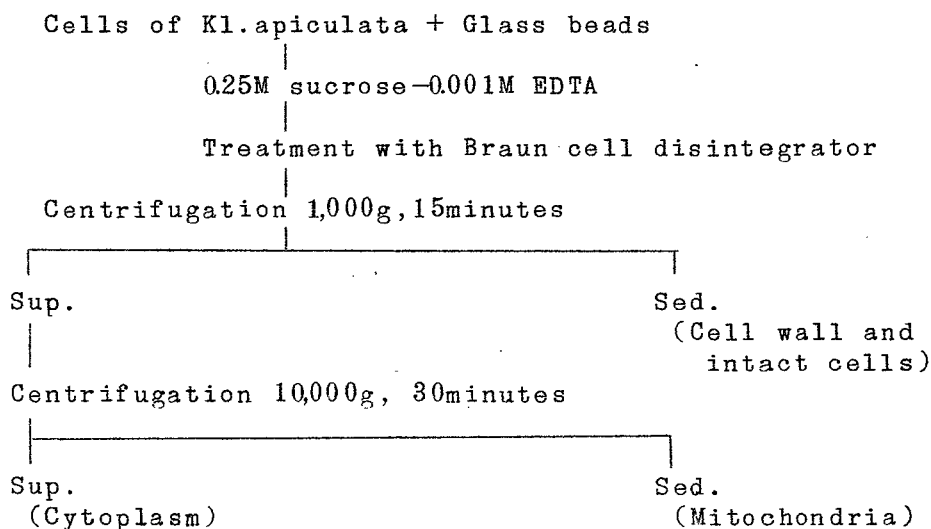 Cells of Kl.apiculata + Glass beads
0.25M sucrose-0.001M EDTA
Treatment with Braun cell disintegrator
Centrifugation 1,000g, 15minutes
Sup.
Sed.
(Cell wall and
intact cells)
Centrifugation 10,000g, 30minutes
Sup.
(Cytoplasm)
Sed.
(Mitochondria)